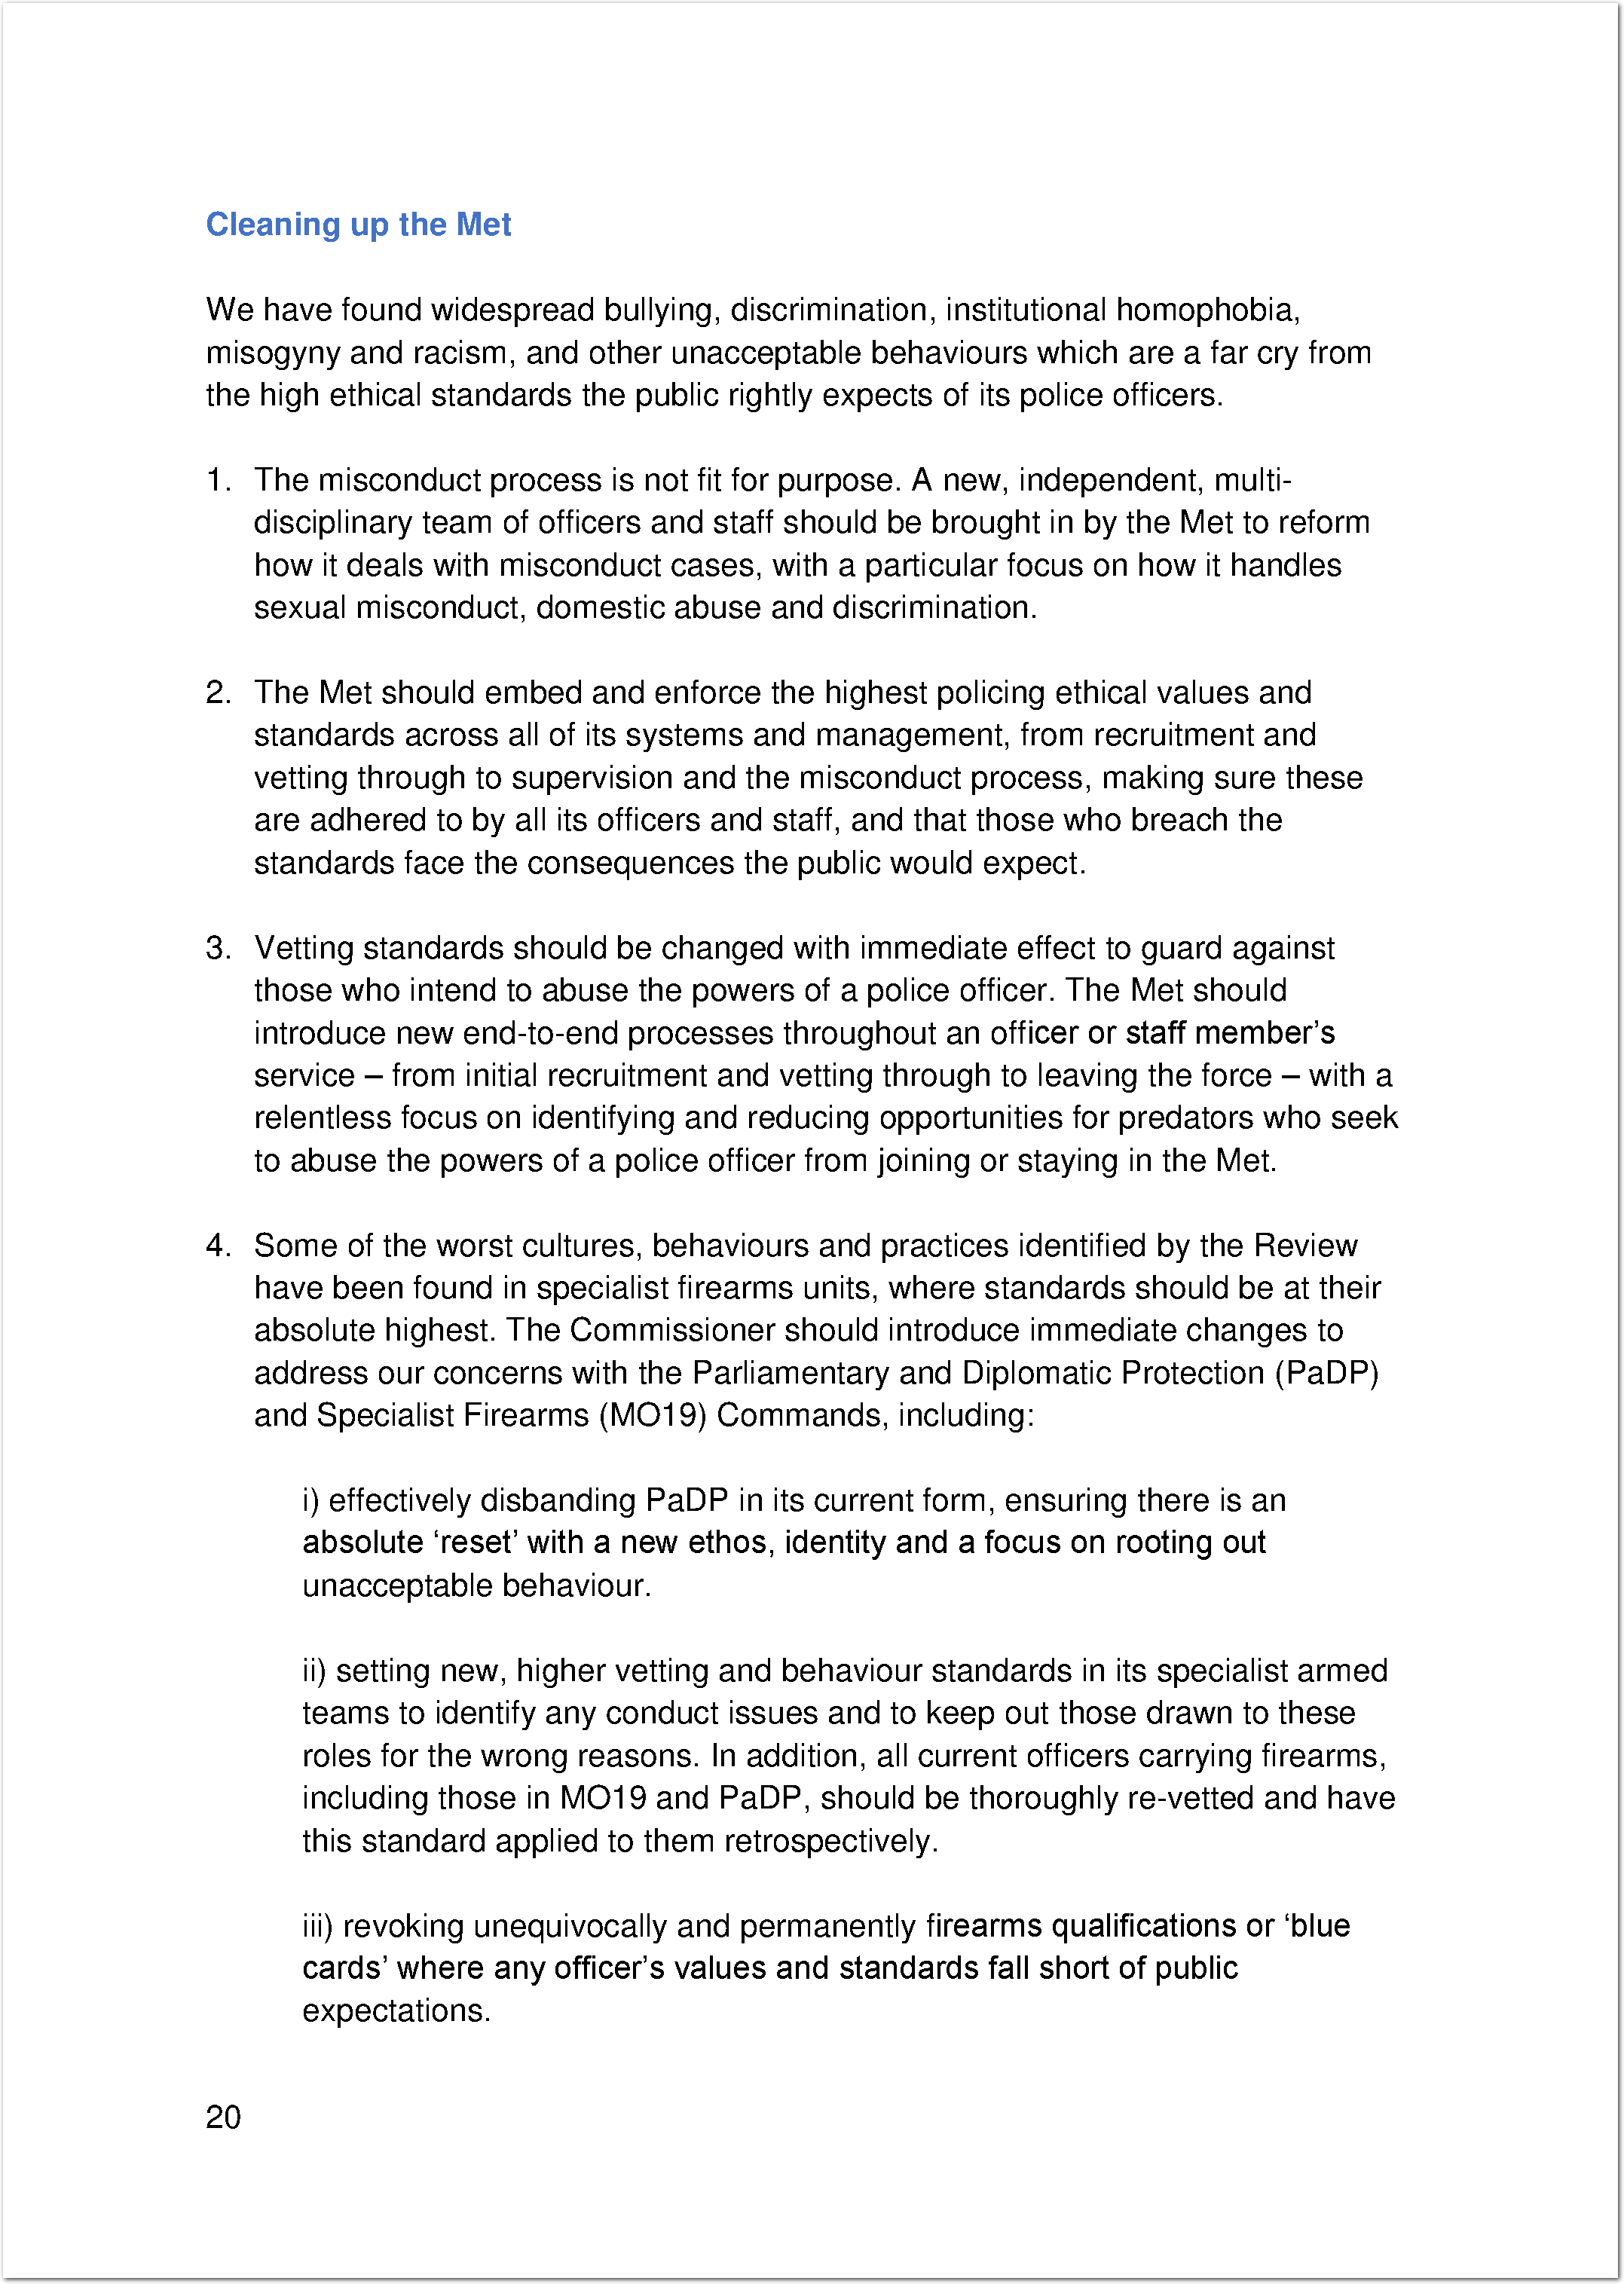 Cleaning up the Met
We have found widespread bullying, discrimination, institutional homophobia,
misogyny and racism, and other unacceptable behaviours which are a far cry from
the high ethical standards the public rightly expects of its police officers.
1. The misconduct process is not fit for purpose. A new, independent, multi-
disciplinary team of officers and staff should be brought in by the Met to reform
how it deals with misconduct cases, with a particular focus on how it handles
sexual misconduct, domestic abuse and discrimination.
2. The Met should embed and enforce the highest policing ethical values and
standards across all of its systems and management, from recruitment and
vetting through to supervision and the misconduct process, making sure these
are adhered to by all its officers and staff, and that those who breach the
standards face the consequences the public would expect.
3. Vetting standards should be changed with immediate effect to guard against
those who intend to abuse the powers of a police officer. The Met should
introduce new end-to-end processes throughout an officer or staff member’s
service – from initial recruitment and vetting through to leaving the force – with a
relentless focus on identifying and reducing opportunities for predators who seek
to abuse the powers of a police officer from joining or staying in the Met.
4. Some of the worst cultures, behaviours and practices identified by the Review
have been found in specialist firearms units, where standards should be at their
absolute highest. The Commissioner should introduce immediate changes to
address our concerns with the Parliamentary and Diplomatic Protection (PaDP)
and Specialist Firearms (MO19) Commands, including:
i) effectively disbanding PaDP in its current form, ensuring there is an
absolute ‘reset’ with a new ethos, identity and a focus on rooting out
unacceptable behaviour.
ii) setting new, higher vetting and behaviour standards in its specialist armed
teams to identify any conduct issues and to keep out those drawn to these
roles for the wrong reasons. In addition, all current officers carrying firearms,
including those in MO19 and PaDP, should be thoroughly re-vetted and have
this standard applied to them retrospectively.
iii) revoking unequivocally and permanently firearms qualifications or ‘blue
cards’ where any officer’s values and standards fall short of public
expectations.
20